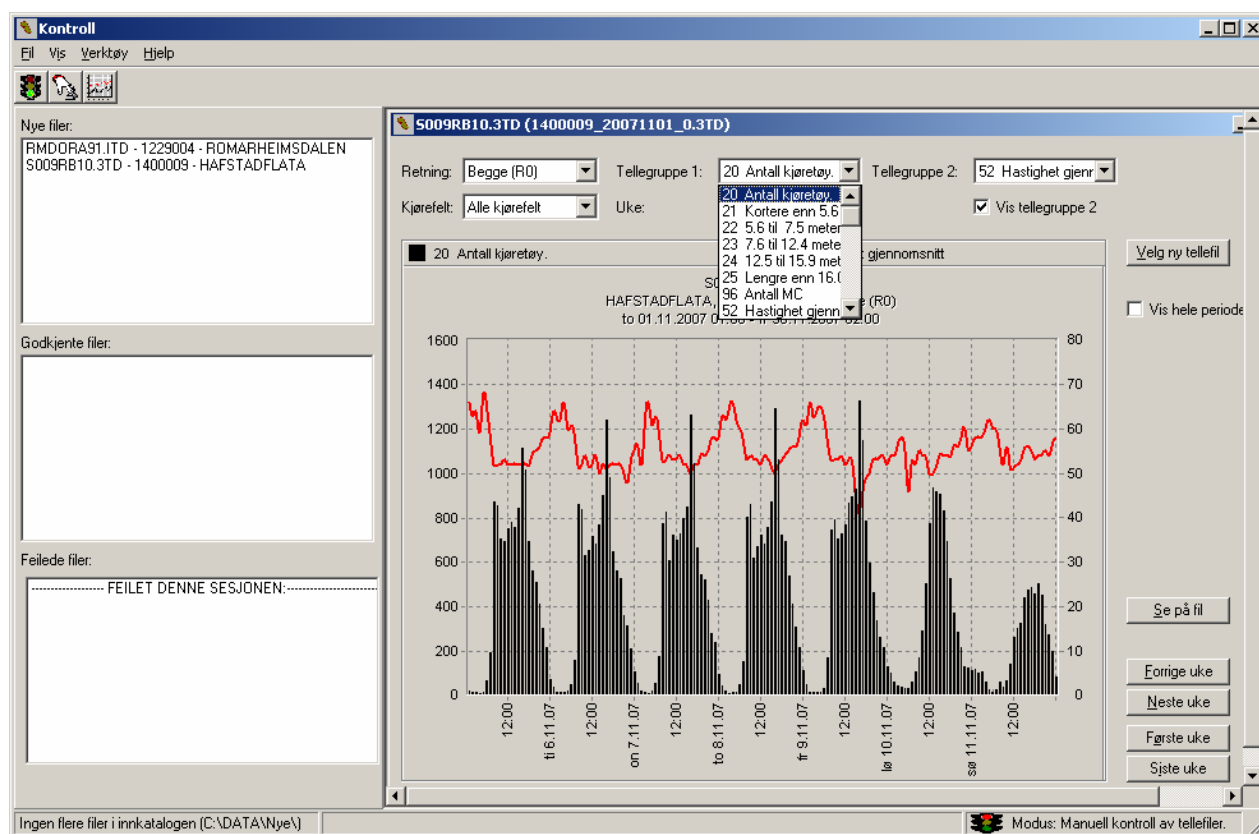 Kontroll
Fil Vis Verktøy Hjelp
Nye filer:
RMDORA91.ITD - 1229004 - ROMARHEIMSDALEN
S009RB10.3TD - 1400009 - HAFSTADFLATA
Godkjente filer:
Feilede filer:
------------------ FEILET DENNE SESJONEN:----------------------
S009RB10.3TD (1400009_20071101_0.3TD)
Retning: Begge (R0) Tellegruppe 1: 20 Antall kjøretøy. Tellegruppe 2: 52 Hastighet gjenr
Kjørefelt: Alle kjørefelt Uke: Vis tellegruppe 2
20 Antall kjøretøy.
21 Kortere enn 5.6
22 5.6 til 7.5 meter
23 7.6 til 12.4 mete
24 12.5 til 15.9 met
25 Lengre enn 16.0
96 Antall MC
52 Hastighet gjenn
20 Antall kjøretøy. gjennomsnitt
HAFSTADFLATA, (R0)
to 01.11.2007 :00
1600
1400
1200
1000
800
600
400
200
0
80
70
60
50
40
30
20
10
0
12:00
ti 6.11.07
12:00
on 7.11.07
12:00
to 8.11.07
12:00
fr 9.11.07
12:00
lø 10.11.07
12:00
sø 11.11.07
12:00
Velg ny tellefil
Vis hele periode
Se på fil
Forrige uke
Neste uke
Første uke
Siste uke
Ingen flere filer i innkatalogen (C:\DATA\Nye\)
Modus: Manuell kontroll av tellefiler.